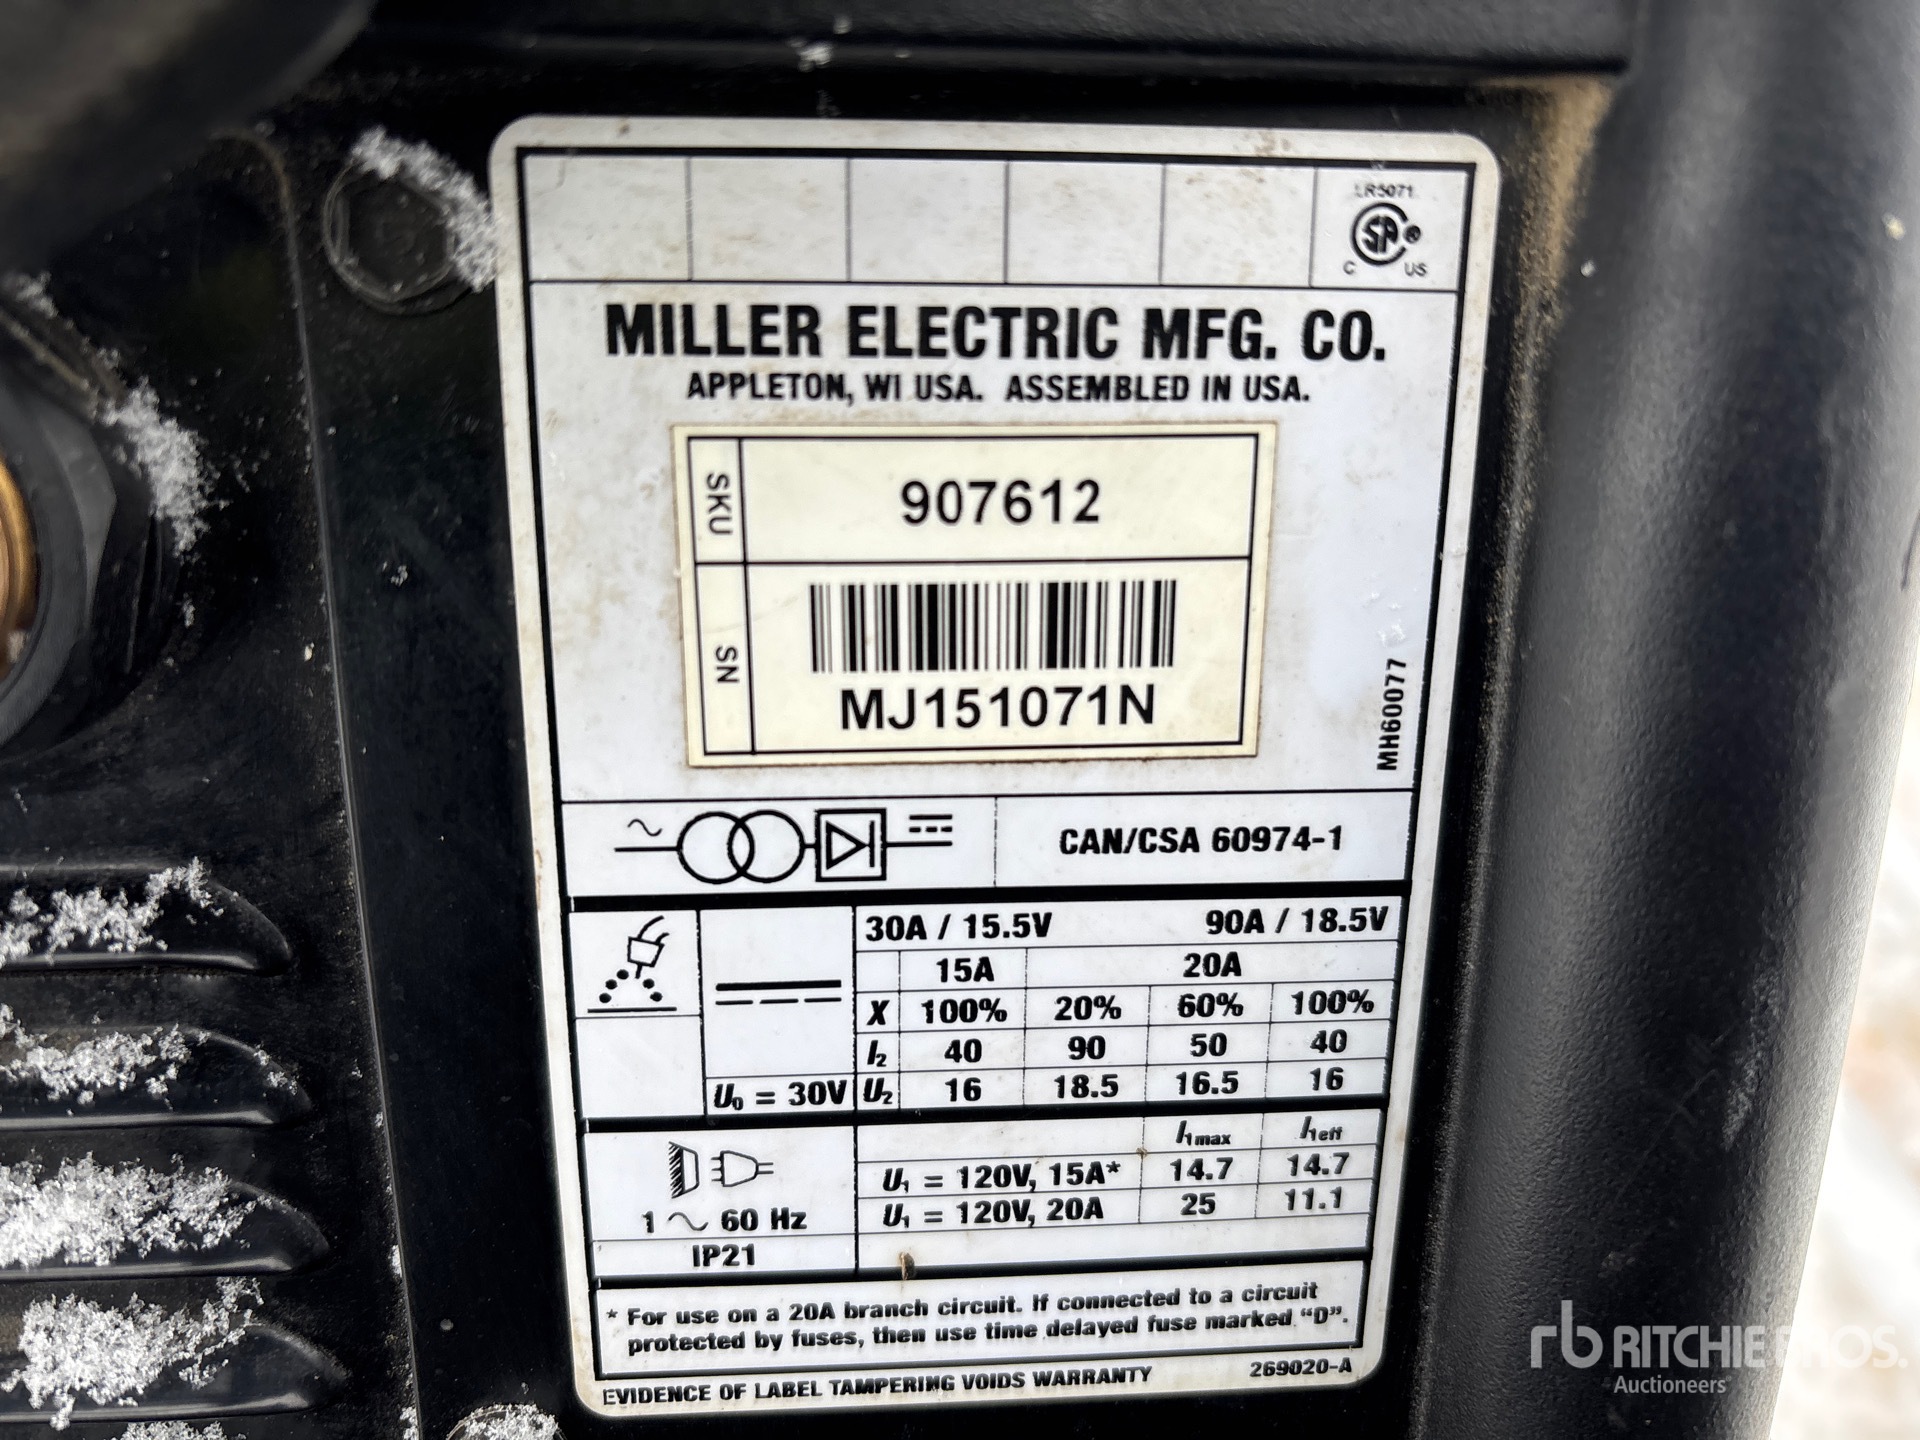 LR5071
SA
C US
MILLER ELECTRIC MFG. CO.
APPLETON, WI USA. ASSEMBLED IN USA.
SKU 907612
SN MJ151071N
MH60077
CAN/CSA 60974-1
30A / 15.5V 90A / 18.5V
15A 20A
X 100% 20% 60% 100%
I2 40 90 50 40
U0 = 30V U2 16 18.5 16.5 16
I1max I1eff
U1 = 120V, 15A* 14.7 14.7
U1 = 120V, 20A 25 11.1
1 ~ 60 Hz
IP21
* For use on a 20A branch circuit. If connected to a circuit
protected by fuses, then use time delayed fuse marked "D".
EVIDENCE OF LABEL TAMPERING VOIDS WARRANTY 269020-A
rb RITCHIE BROS.
Auctioneers